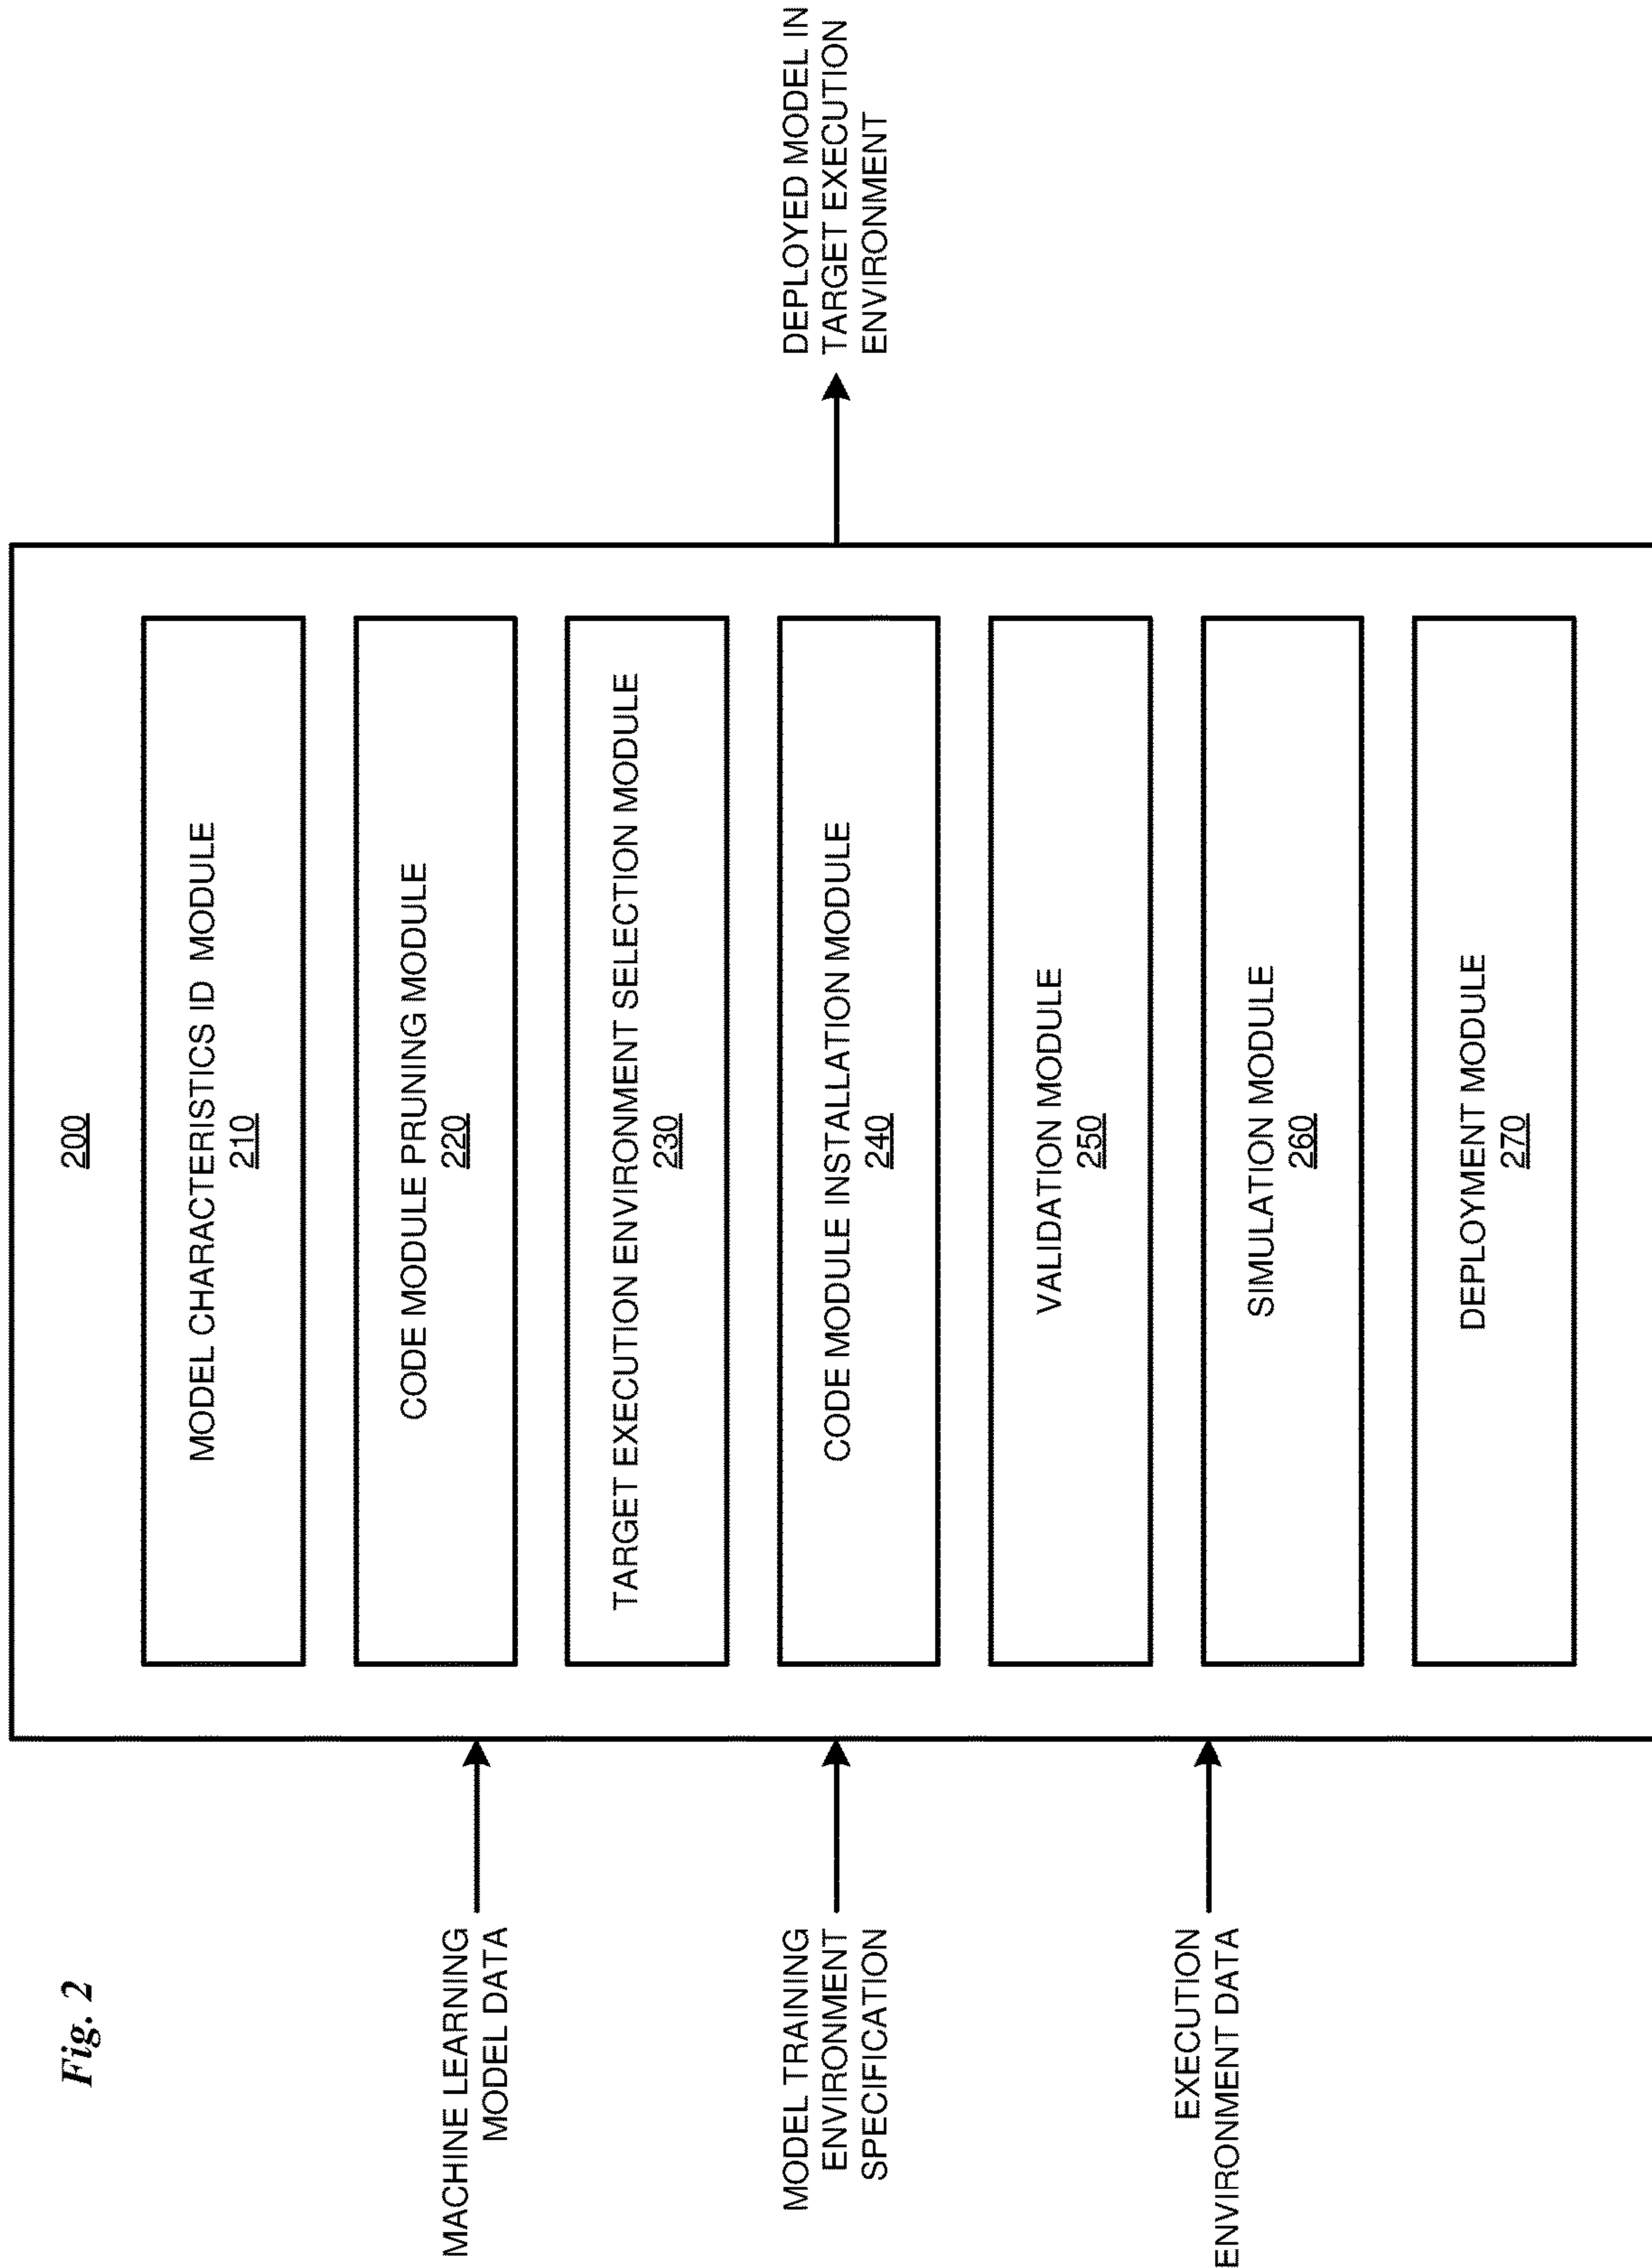 Fig. 2
MACHINE LEARNING
MODEL DATA
MODEL TRAINING
ENVIRONMENT
SPECIFICATION
EXECUTION
ENVIRONMENT DATA
200
MODEL CHARACTERISTICS ID MODULE
210
CODE MODULE PRUNING MODULE
220
TARGET EXECUTION ENVIRONMENT SELECTION MODULE
230
CODE MODULE INSTALLATION MODULE
240
VALIDATION MODULE
250
SIMULATION MODULE
260
DEPLOYMENT MODULE
270
DEPLOYED MODEL IN
TARGET EXECUTION
ENVIRONMENT